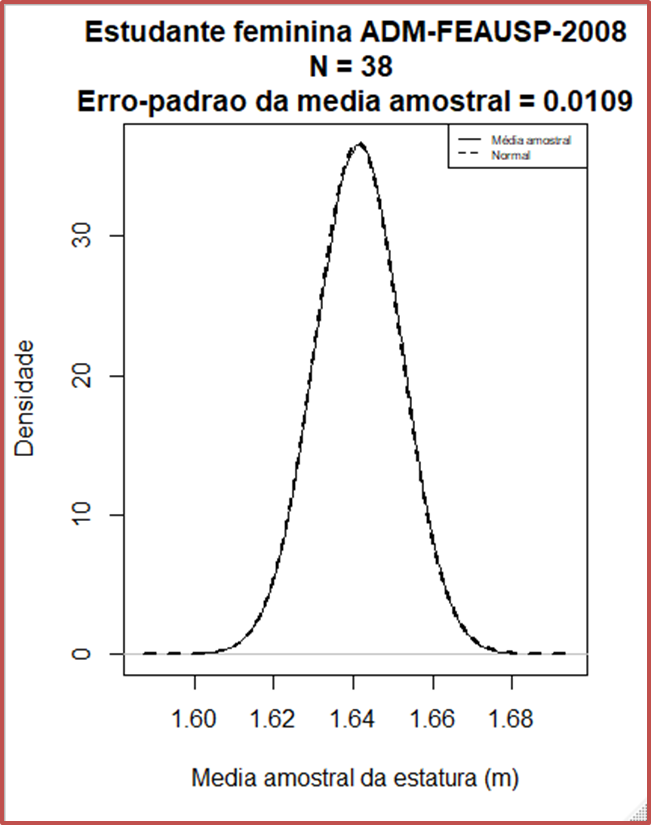 Estudante feminina ADM-FEAUSP-2008
N = 38
Erro-padrao da media amostral = 0.0109
Média amostral
Normal
30
20
10
0
Densidade
1.60 1.62 1.64 1.66 1.68
Media amostral da estatura (m)